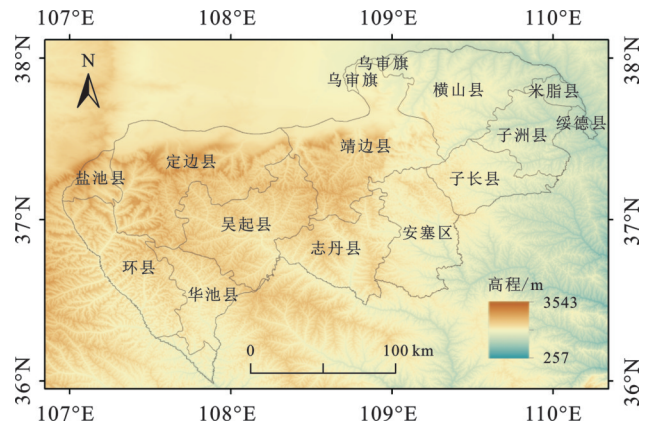 107°E 108°E 109°E 110°E
38°N
38°N
N
乌审旗
乌审旗
横山县
米脂县
绥德县
子洲县
靖边县
定边县
盐池县
子长县
37°N
37°N
吴起县
志丹县
安塞区
环县
华池县
高程/m
3543
257
0 100 km
36°N
36°N
107°E 108°E 109°E 110°E